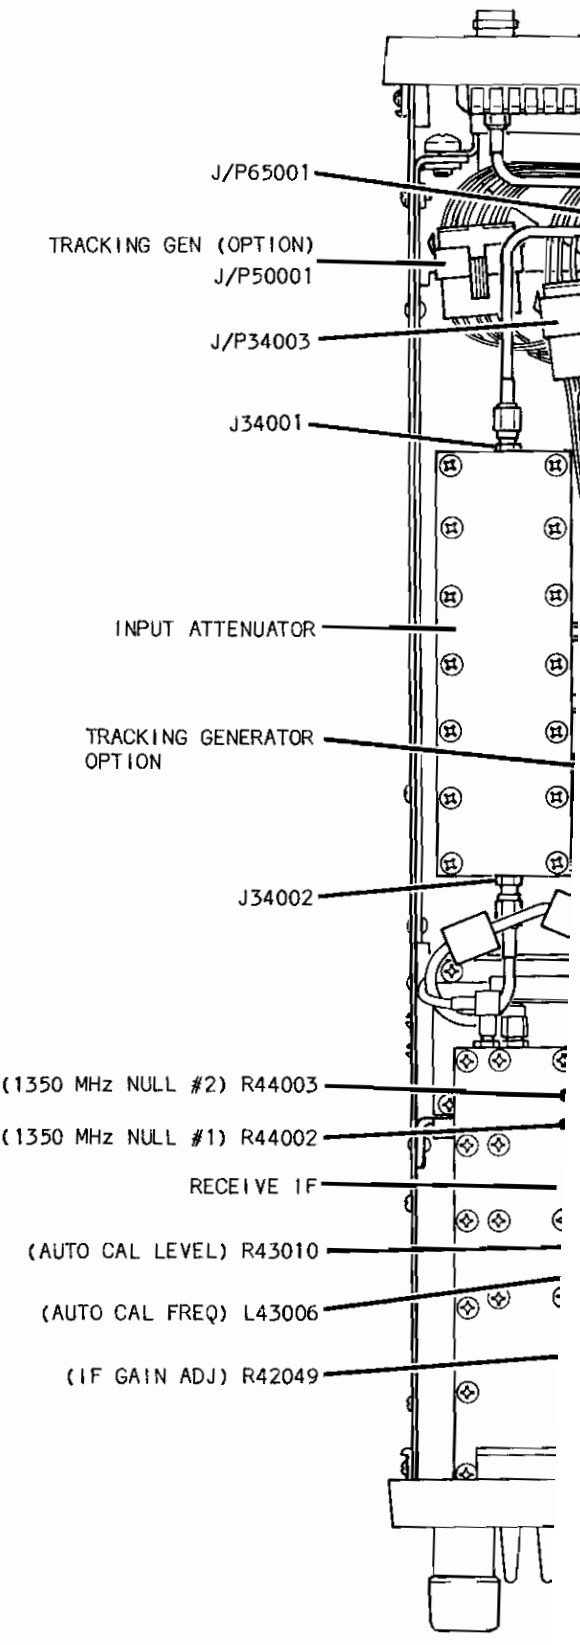 J/P65001
TRACKING GEN (OPTION)
J/P50001
J/P34003
J34001
INPUT ATTENUATOR
TRACKING GENERATOR
OPTION
J34002
(1350 MHz NULL #2) R44003
(1350 MHz NULL #1) R44002
RECEIVE IF
(AUTO CAL LEVEL) R43010
(AUTO CAL FREQ) L43006
(IF GAIN ADJ) R42049